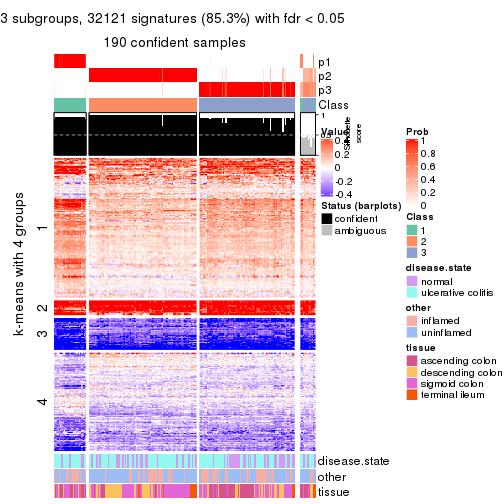 3 subgroups, 32121 signatures (85.3%) with fdr < 0.05
190 confident samples
p1
p2
p3
Class
1
0.5
0
Silhouette
score
k-means with 4 groups
1
2
3
4
disease.state
other
tissue
Value
0.4
0.2
0
-0.2
-0.4
Status (barplots)
confident
ambiguous
Prob
1
0.8
0.6
0.4
0.2
0
Class
1
2
3
disease.state
normal
ulcerative colitis
other
inflamed
uninflamed
tissue
ascending colon
descending colon
sigmoid colon
terminal ileum